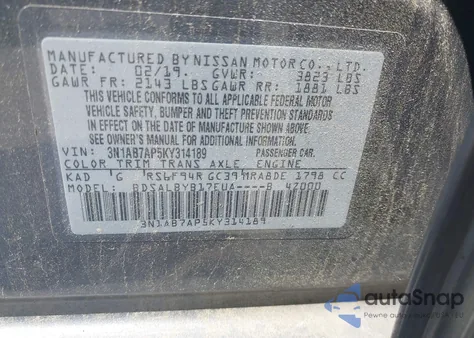 MANUFACTURED BY NISSAN MOTOR CO., LTD.
DATE: 02/19. GVWR: 3823 LBS
GAWR FR: 2143 LBS GAWR RR: 1881 LBS
THIS VEHICLE CONFORMS TO ALL APPLICABLE FEDERAL MOTOR
VEHICLE SAFETY, BUMPER, AND THEFT PREVENTION STANDARDS
IN EFFECT ON THE DATE OF MANUFACTURE SHOWN ABOVE.
SEE OWNER'S MANUAL FOR ADDITIONAL INFORMATION.
VIN: 3N1AB7AP5KY314189 PASSENGER CAR.
COLOR TRIM TRANS AXLE ENGINE
KAD G RS6F94R GC39 MRA8DE 1798 CC
MODEL: BDSALBYB17EUA----B 42000
3N1AB7AP5KY314189
autoSnap